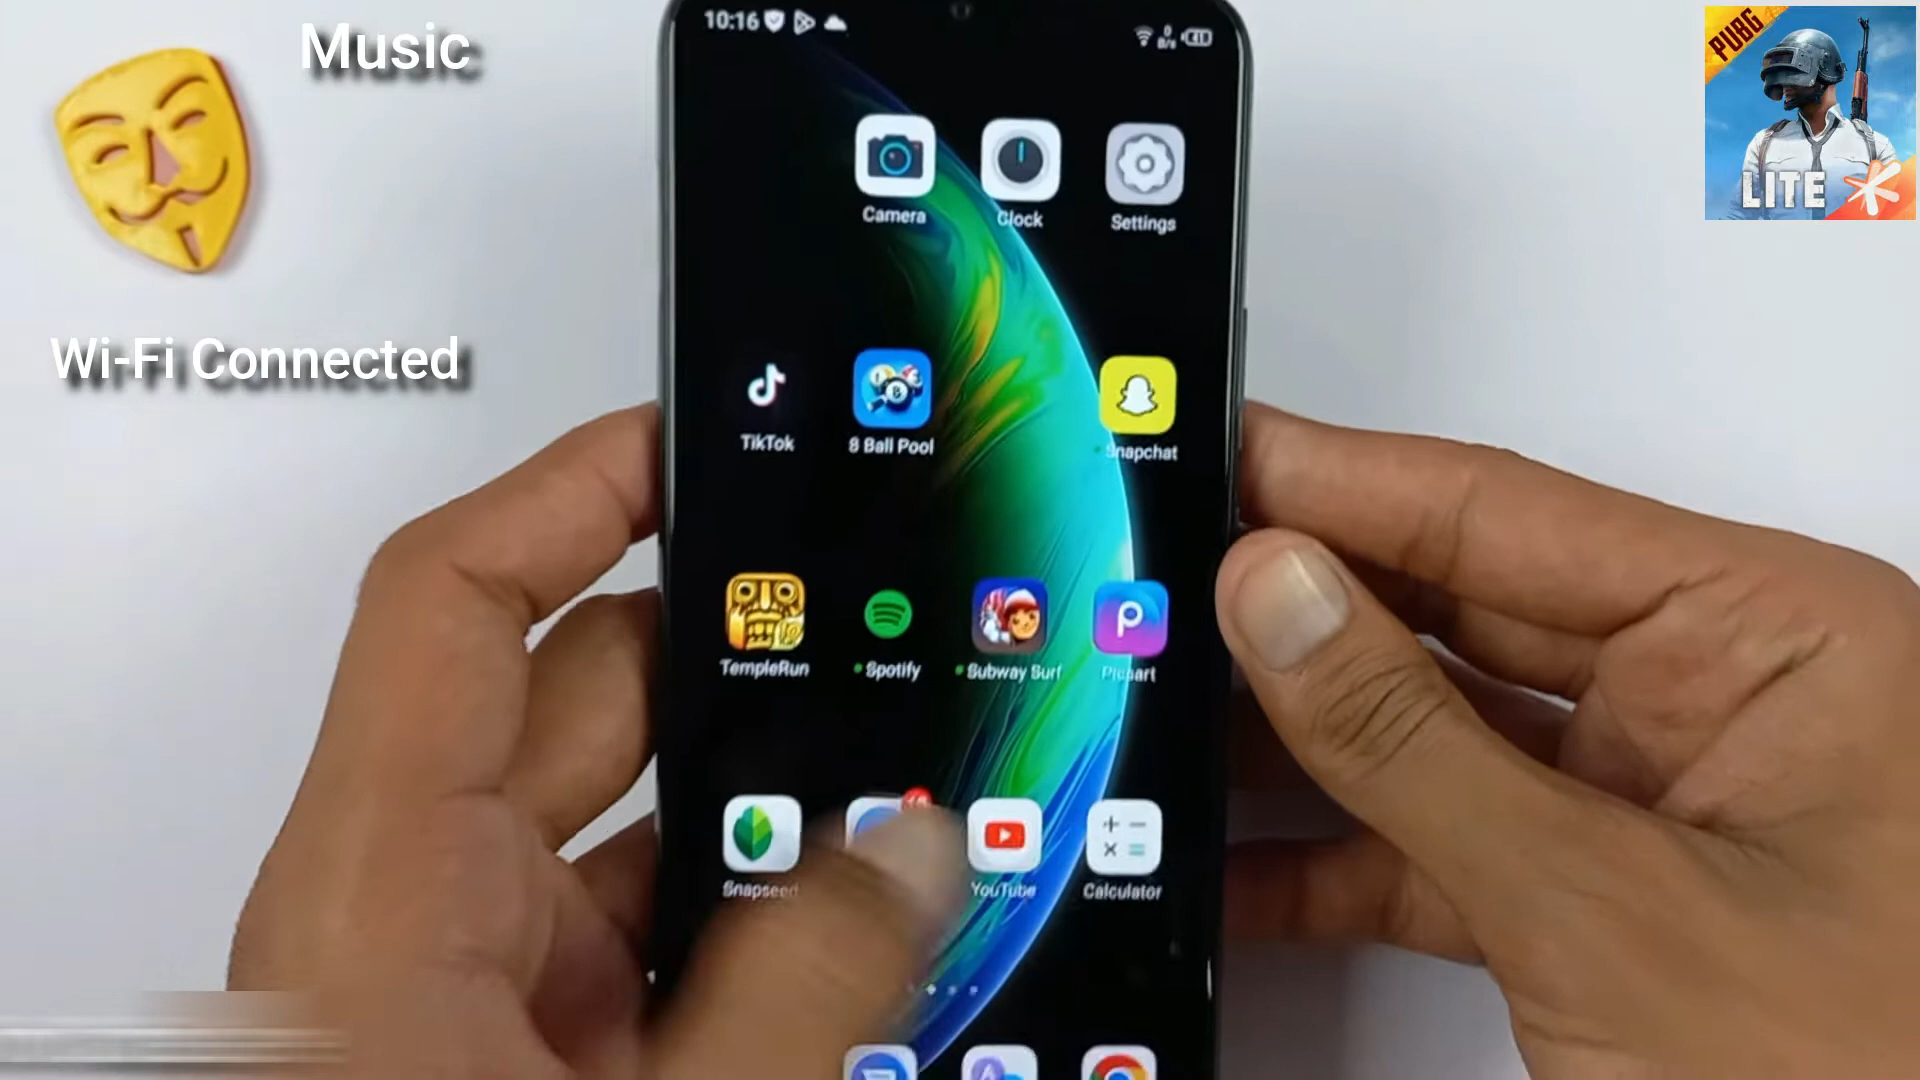 Music
10:16
PUBG
LITE
Camera
Clock
Settings
Wi-Fi Connected
TikTok
8 Ball Pool
Snapchat
TempleRun
Spotify
Subway Surf
Picsart
Snapseed
YouTube
Calculator